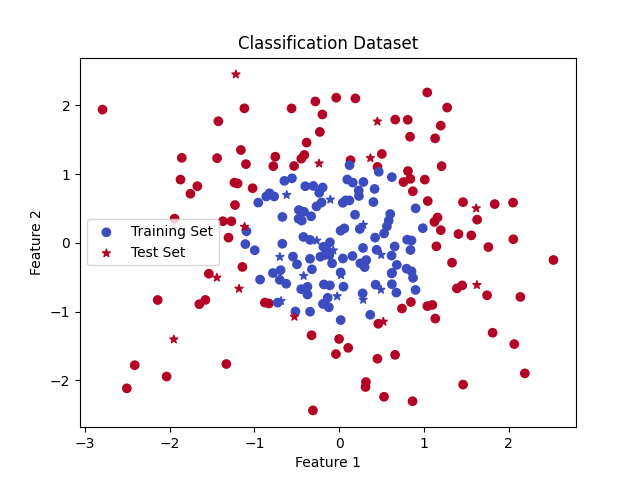 Classification Dataset
2
1
0
−1
−2
Feature 2
Training Set
Test Set
−3
−2
−1
0
1
2
Feature 1